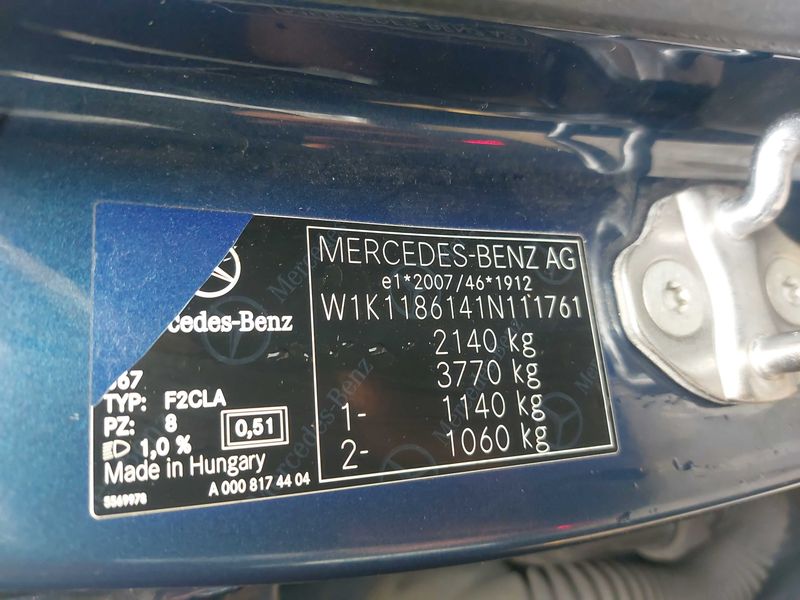 MERCEDES-BENZ AG
e1*2007/46*1912
W1K1186141N111761
2140 kg
3770 kg
1- 1140 kg
2- 1060 kg
cedes-Benz
67
TYP: F2CLA
PZ: 8
0,51
1,0 %
Made in Hungary
A 000 817 44 04